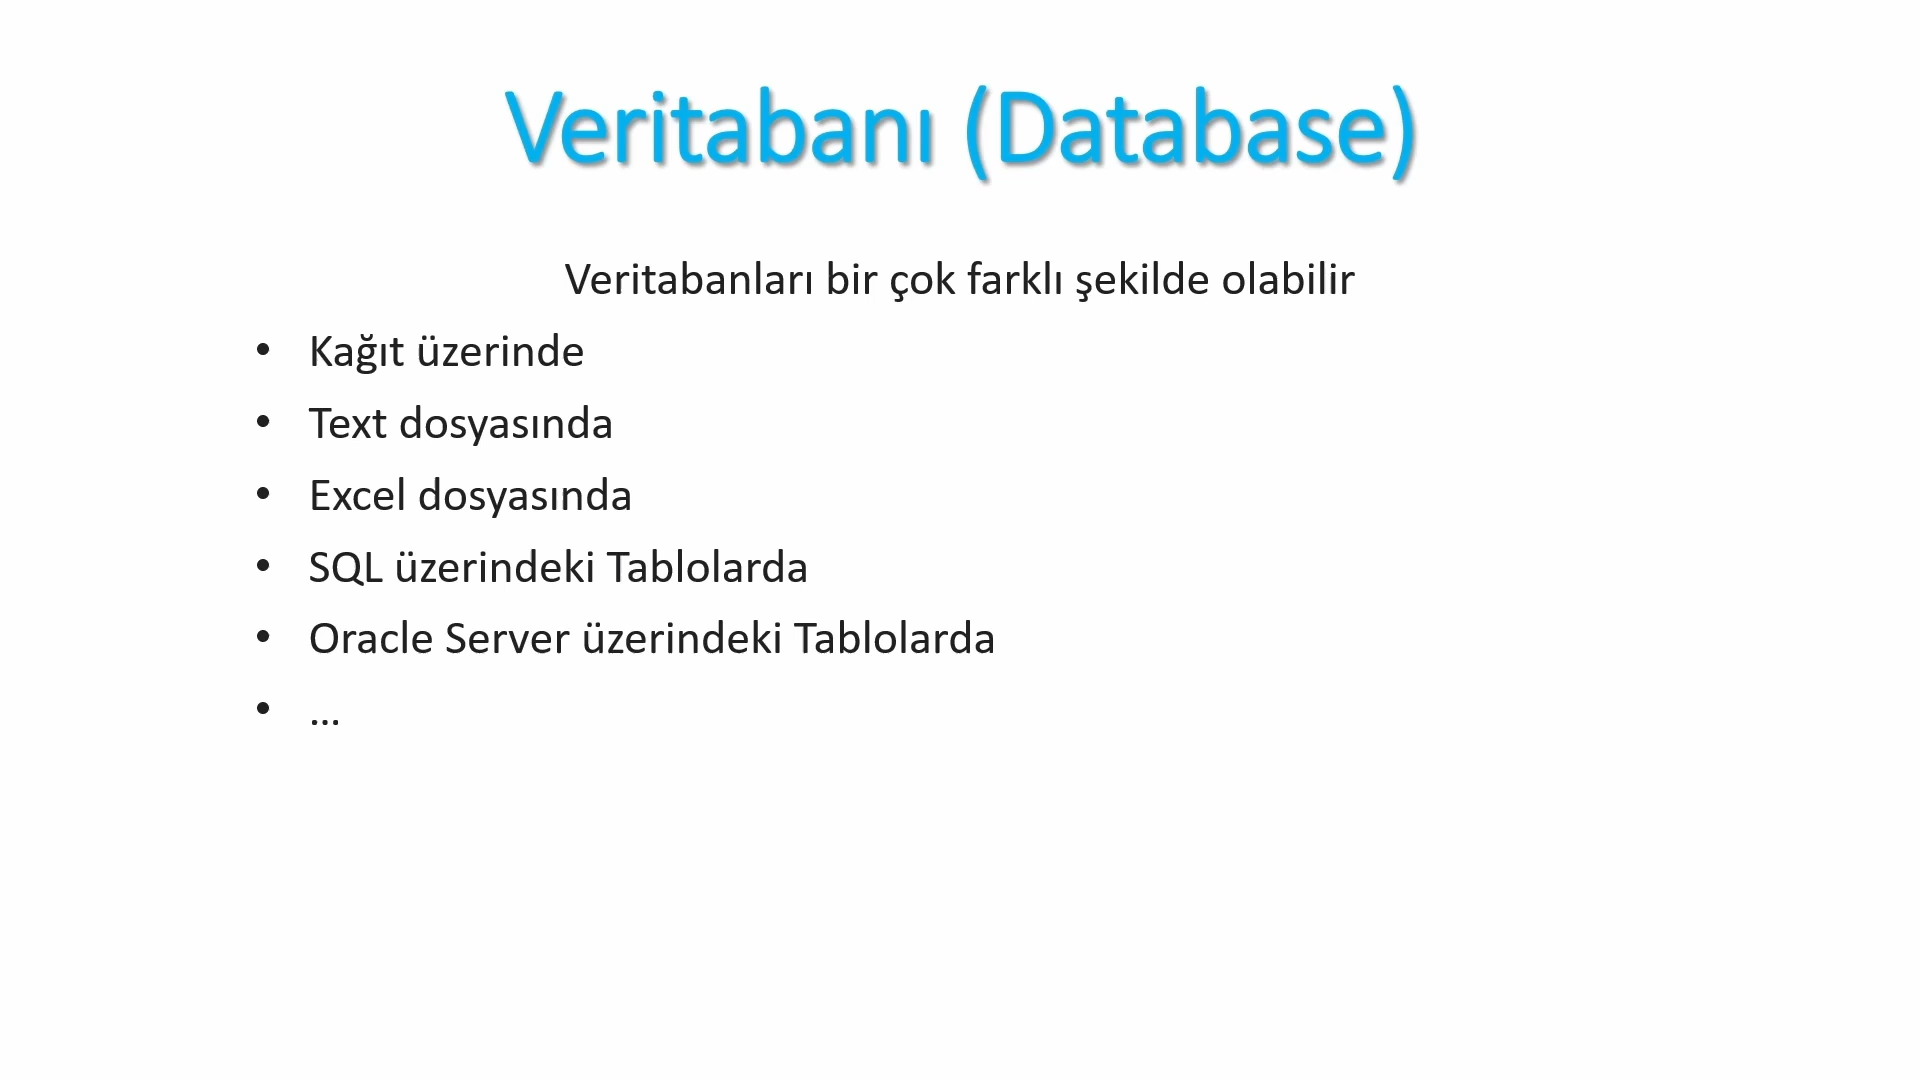 Veritabanı (Database)
Veritabanları bir çok farklı şekilde olabilir
• Kağıt üzerinde
• Text dosyasında
• Excel dosyasında
• SQL üzerindeki Tablolarda
• Oracle Server üzerindeki Tablolarda
• ...